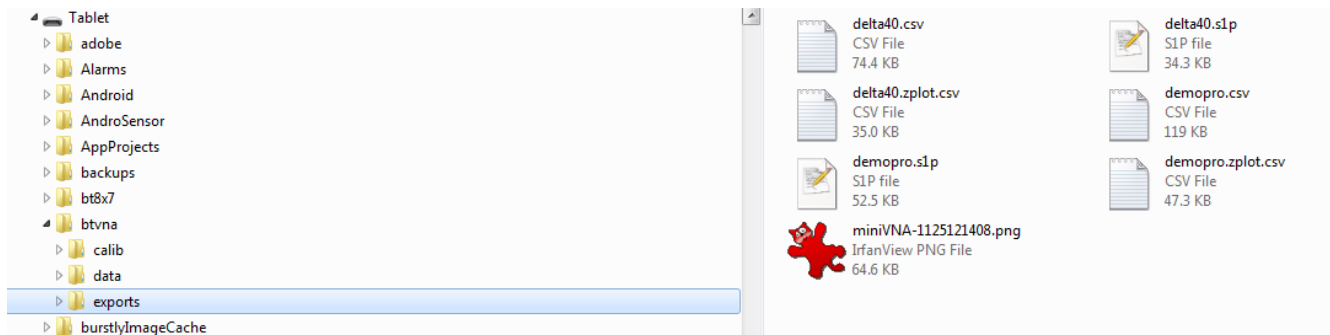 Tablet
adobe
Alarms
Android
AndroSensor
AppProjects
backups
bt8x7
btvna
calib
data
exports
burstlyImageCache
delta40.csv
CSV File
74.4 KB
delta40.s1p
S1P file
34.3 KB
delta40.zplot.csv
CSV File
35.0 KB
demopro.csv
CSV File
119 KB
demopro.s1p
S1P file
52.5 KB
demopro.zplot.csv
CSV File
47.3 KB
miniVNA-1125121408.png
IrfanView PNG File
64.6 KB